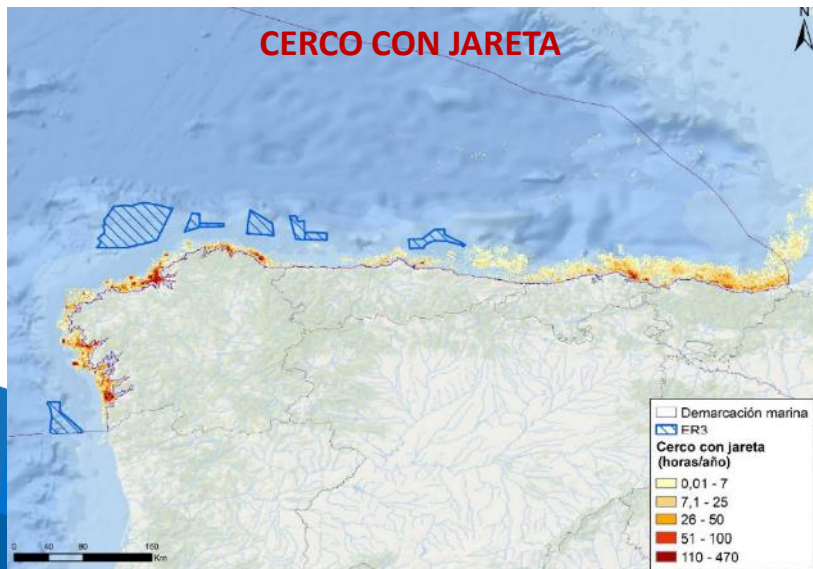 CERCO CON JARETA
N
Demarcación marina
ER3
Cerco con jareta
(horas/año)
0,01 - 7
7,1 - 25
26 - 50
51 - 100
110 - 470
0 40 80 160
Km